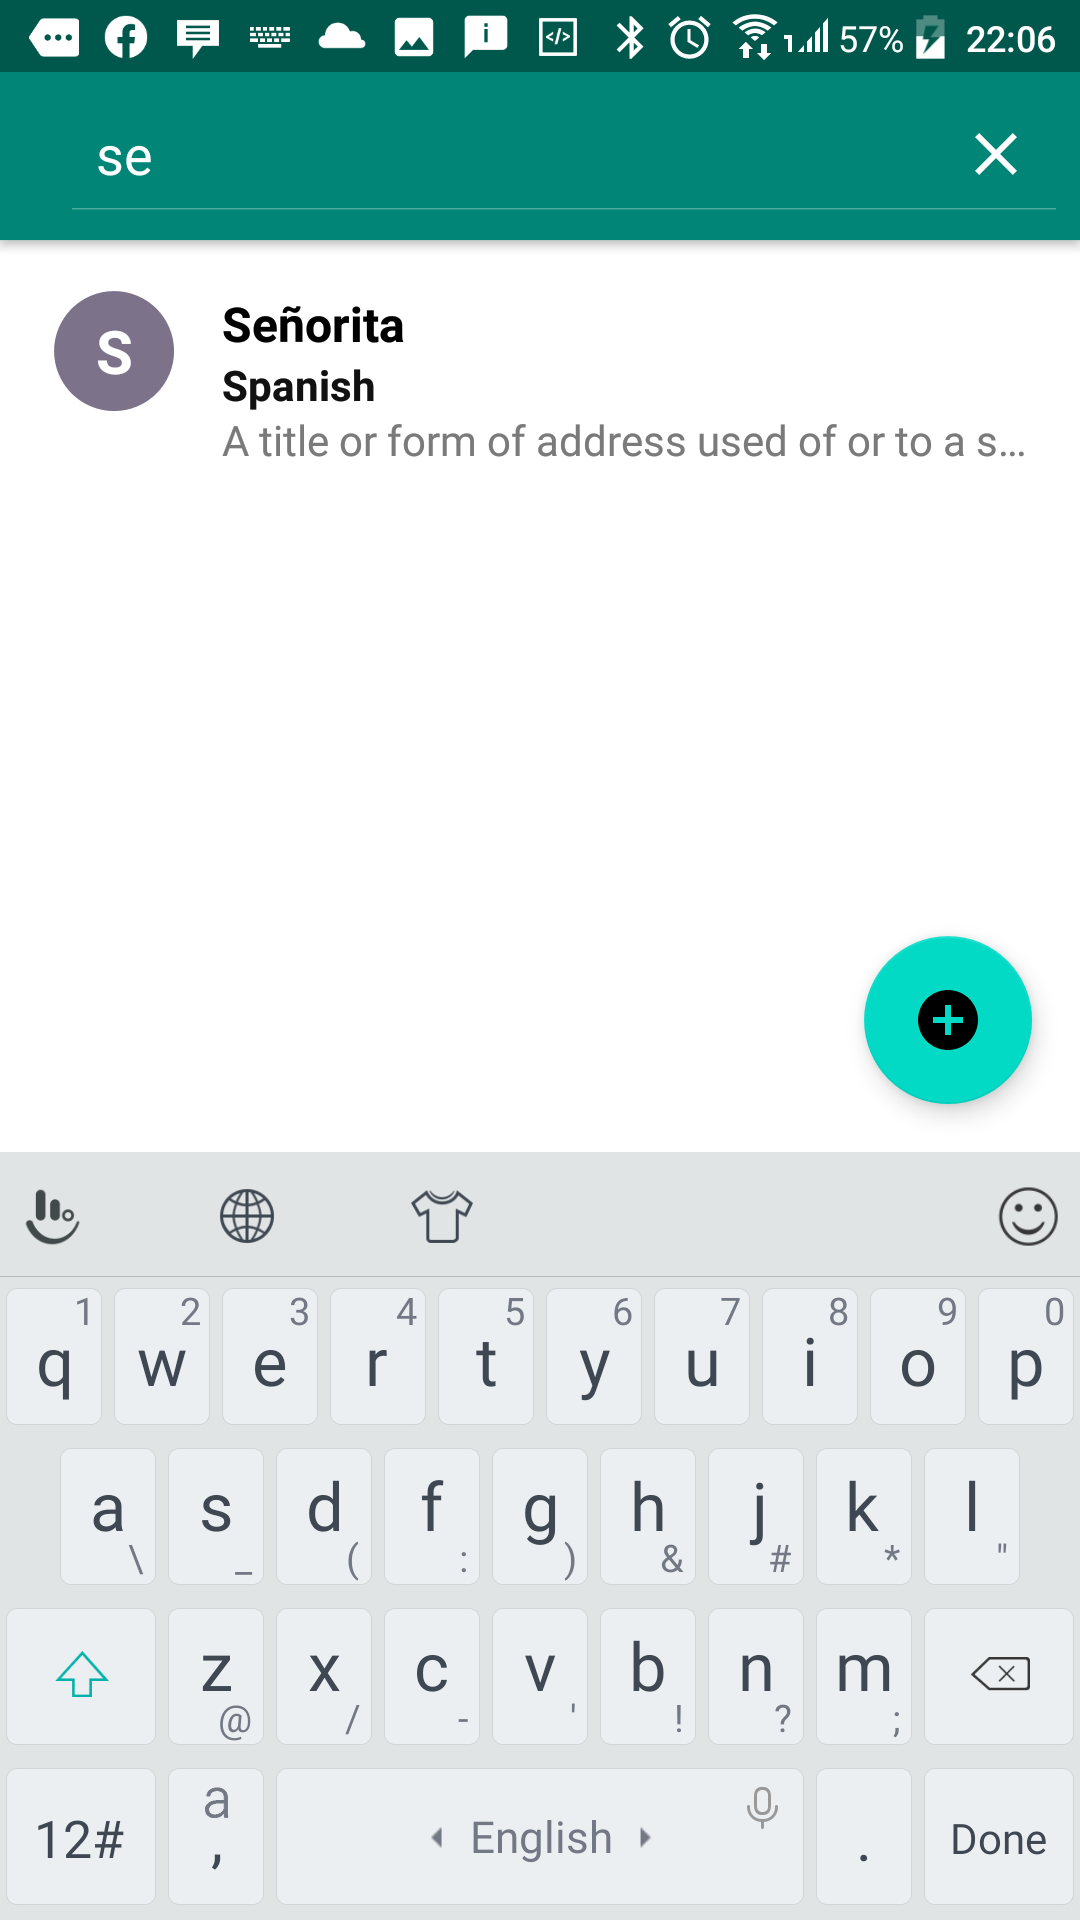 57% 22:06
se
S
Señorita
Spanish
A title or form of address used of or to a s...
1 2 3 4 5 6 7 8 9 0
q w e r t y u i o p
a s d f g h j k l
\ _ ( : ) & # * "
z x c v b n m
@ / - ' ! ? ;
a
12# , English . Done